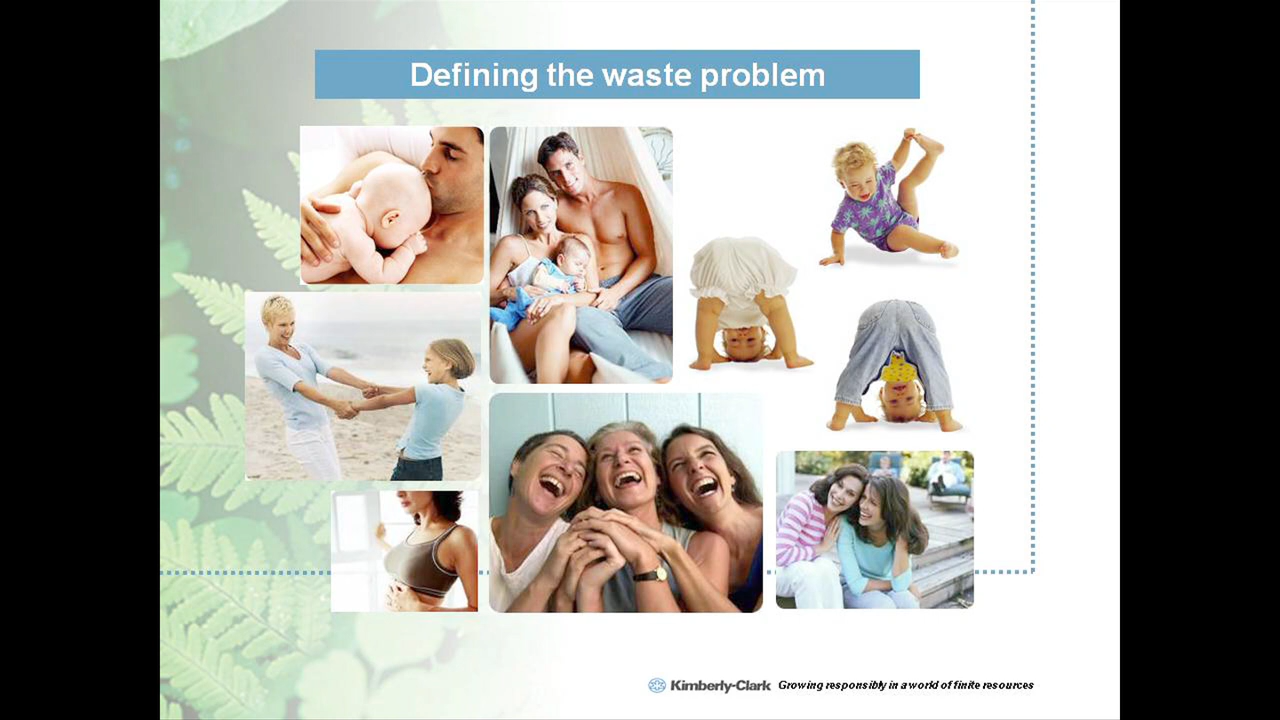 Defining the waste problem
Kimberly-Clark Growing responsibly in a world of finite resources